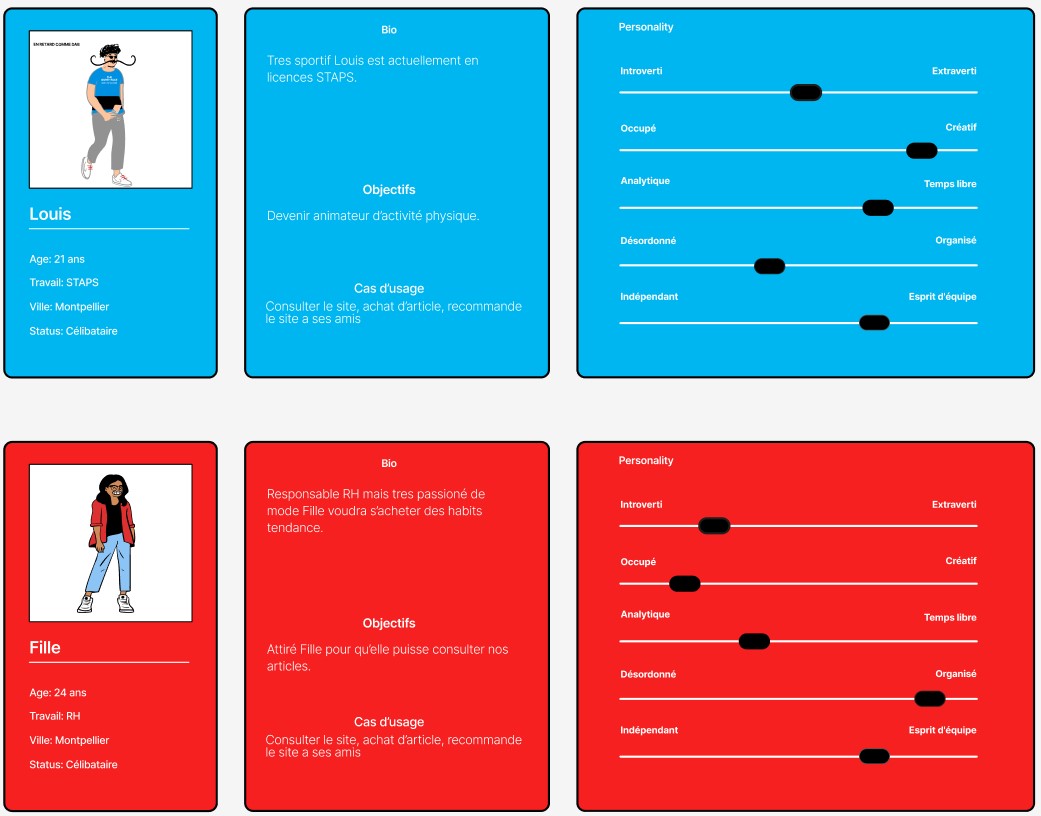 EN RETARD COMME DAB
Louis
Age: 21 ans
Travail: STAPS
Ville: Montpellier
Status: Célibataire
Bio
Tres sportif Louis est actuellement en
licences STAPS.
Objectifs
Devenir animateur d'activité physique.
Cas d'usage
Consulter le site, achat d'article, recommande
le site a ses amis
Personality
Introverti Extraverti
Occupé Créatif
Analytique Temps libre
Désordonné Organisé
Indépendant Esprit d'équipe
Fille
Age: 24 ans
Travail: RH
Ville: Montpellier
Status: Célibataire
Bio
Responsable RH mais tres passioné de
mode Fille voudra s'acheter des habits
tendance.
Objectifs
Attiré Fille pour qu'elle puisse consulter nos
articles.
Cas d'usage
Consulter le site, achat d'article, recommande
le site a ses amis
Personality
Introverti Extraverti
Occupé Créatif
Analytique Temps libre
Désordonné Organisé
Indépendant Esprit d'équipe